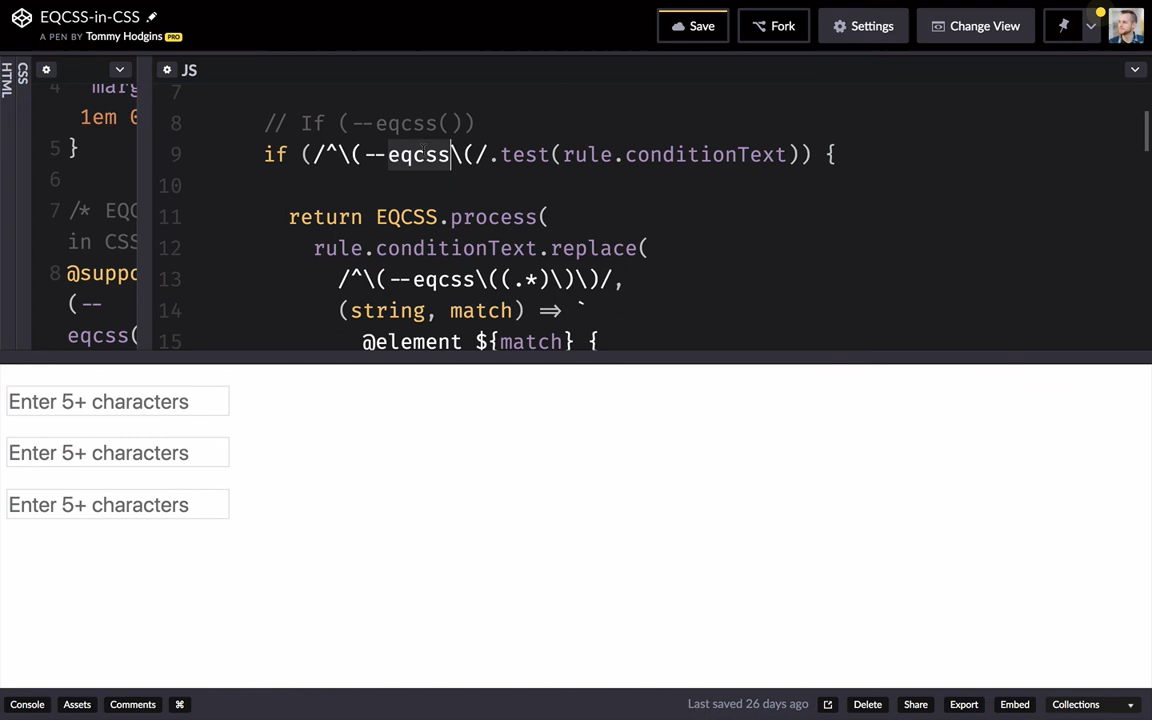 EQCSS-in-CSS
A PEN BY Tommy Hodgins PRO
Save
Fork
Settings
Change View
HTML
CSS
4 marg
1em 0
5 }
6
7 /* EQC
in CSS
8 @suppo
(--
eqcss(
JS
7
8 // If (--eqcss())
9 if (/^\(--eqcss\(/.test(rule.conditionText)) {
10
11 return EQCSS.process(
12 rule.conditionText.replace(
13 /^\(--eqcss\((.*)\)\)/,
14 (string, match) => `
15 @element ${match} {
Enter 5+ characters
Enter 5+ characters
Enter 5+ characters
Console
Assets
Comments
⌘
Last saved 26 days ago
Delete
Share
Export
Embed
Collections